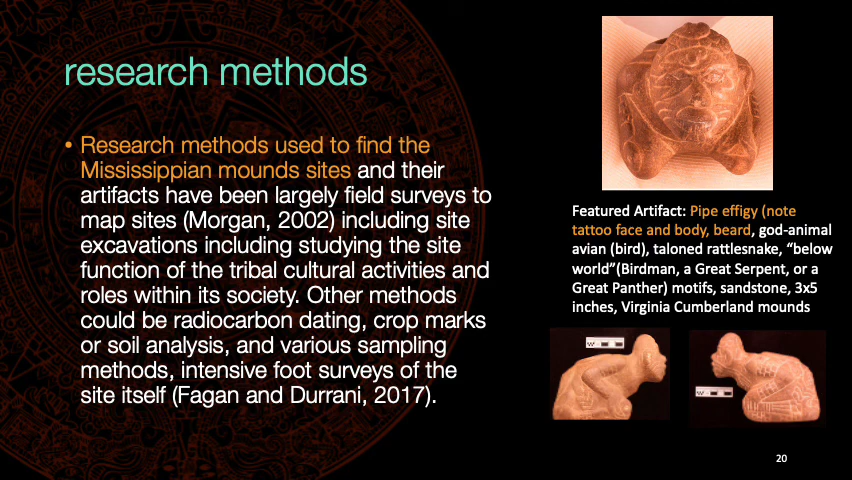 research methods
• Research methods used to find the
Mississippian mounds sites and their
artifacts have been largely field surveys to
map sites (Morgan, 2002) including site
excavations including studying the site
function of the tribal cultural activities and
roles within its society. Other methods
could be radiocarbon dating, crop marks
or soil analysis, and various sampling
methods, intensive foot surveys of the
site itself (Fagan and Durrani, 2017).
Featured Artifact: Pipe effigy (note
tattoo face and body, beard, god-animal
avian (bird), taloned rattlesnake, “below
world”(Birdman, a Great Serpent, or a
Great Panther) motifs, sandstone, 3x5
inches, Virginia Cumberland mounds
20